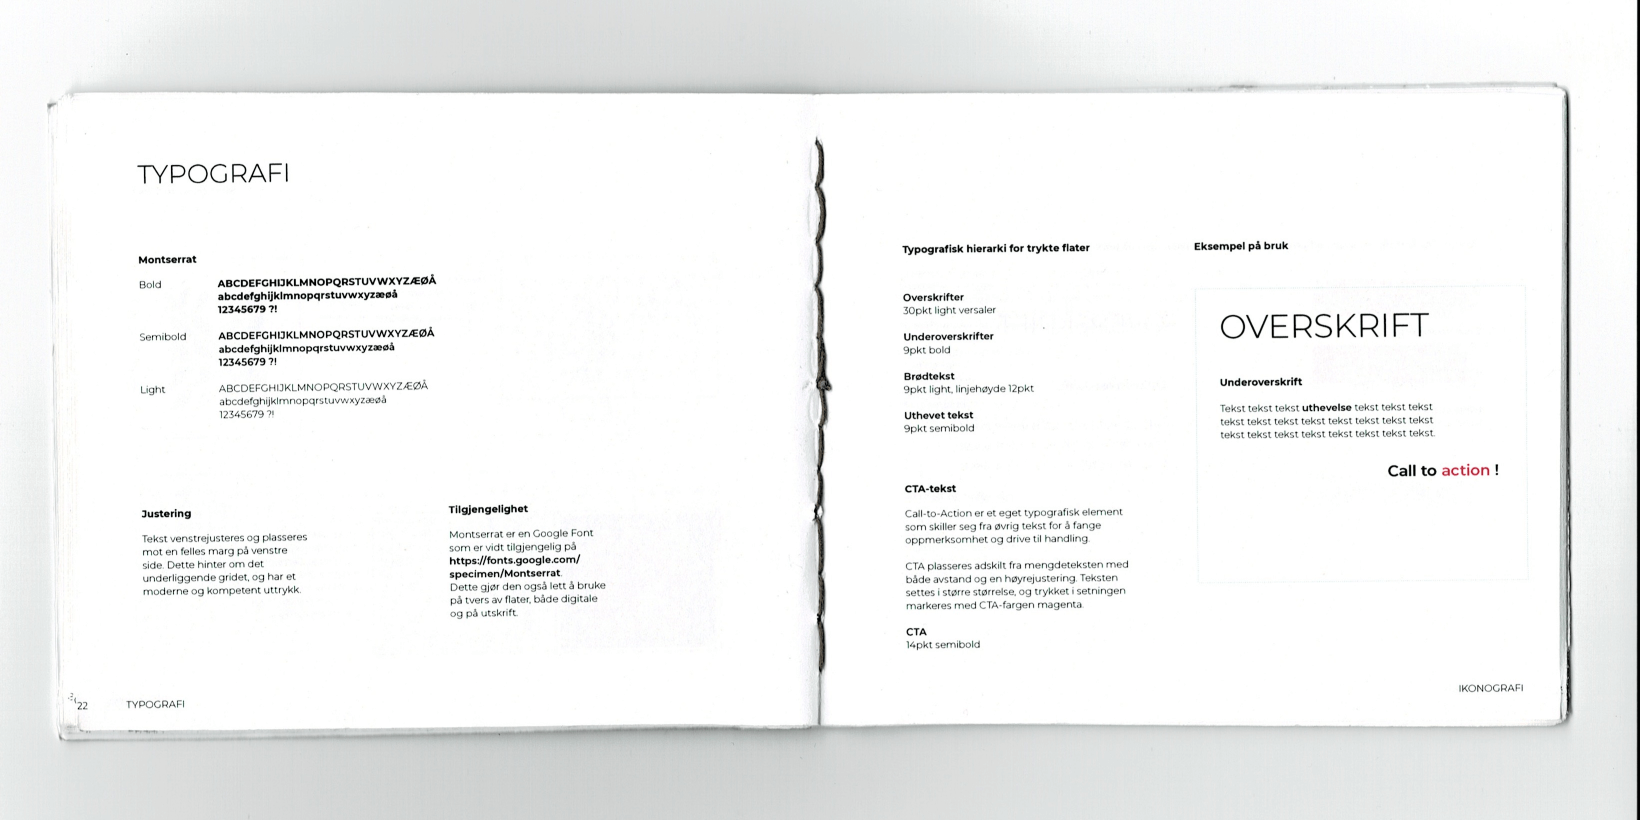 TYPOGRAFI
Montserrat
Bold
ABCDEFGHIJKLMNOPQRSTUVWXYZÆØÅ
abcdefghijklmnopqrstuvwxyzæøå
12345679 ?!
Semibold
ABCDEFGHIJKLMNOPQRSTUVWXYZÆØÅ
abcdefghijklmnopqrstuvwxyzæøå
12345679 ?!
Light
ABCDEFGHIJKLMNOPQRSTUVWXYZÆØÅ
abcdefghijklmnopqrstuvwxyzæøå
12345679 ?!
Justering
Tekst venstrejusteres og plasseres
mot en felles marg på venstre
side. Dette hinter om det
underliggende gridet, og har et
moderne og kompetent uttrykk.
Tilgjengelighet
Montserrat er en Google Font
som er vidt tilgjengelig på
https://fonts.google.com/
specimen/Montserrat.
Dette gjør den også lett å bruke
på tvers av flater, både digitale
og på utskrift.
22
TYPOGRAFI
Typografisk hierarki for trykte flater
Overskrifter
30pkt light versaler
Underoverskrifter
9pkt bold
Brødtekst
9pkt light, linjehøyde 12pkt
Uthevet tekst
9pkt semibold
CTA-tekst
Call-to-Action er et eget typografisk element
som skiller seg fra øvrig tekst for å fange
oppmerksomhet og drive til handling.
CTA plasseres adskilt fra mengdeteksten med
både avstand og en høyrejustering. Teksten
settes i større størrelse, og trykket i setningen
markeres med CTA-fargen magenta.
CTA
14pkt semibold
Eksempel på bruk
OVERSKRIFT
Underoverskrift
Tekst tekst tekst uthevelse tekst tekst tekst
tekst tekst tekst tekst tekst tekst tekst tekst
tekst tekst tekst tekst tekst tekst tekst tekst.
Call to action !
IKONOGRAFI